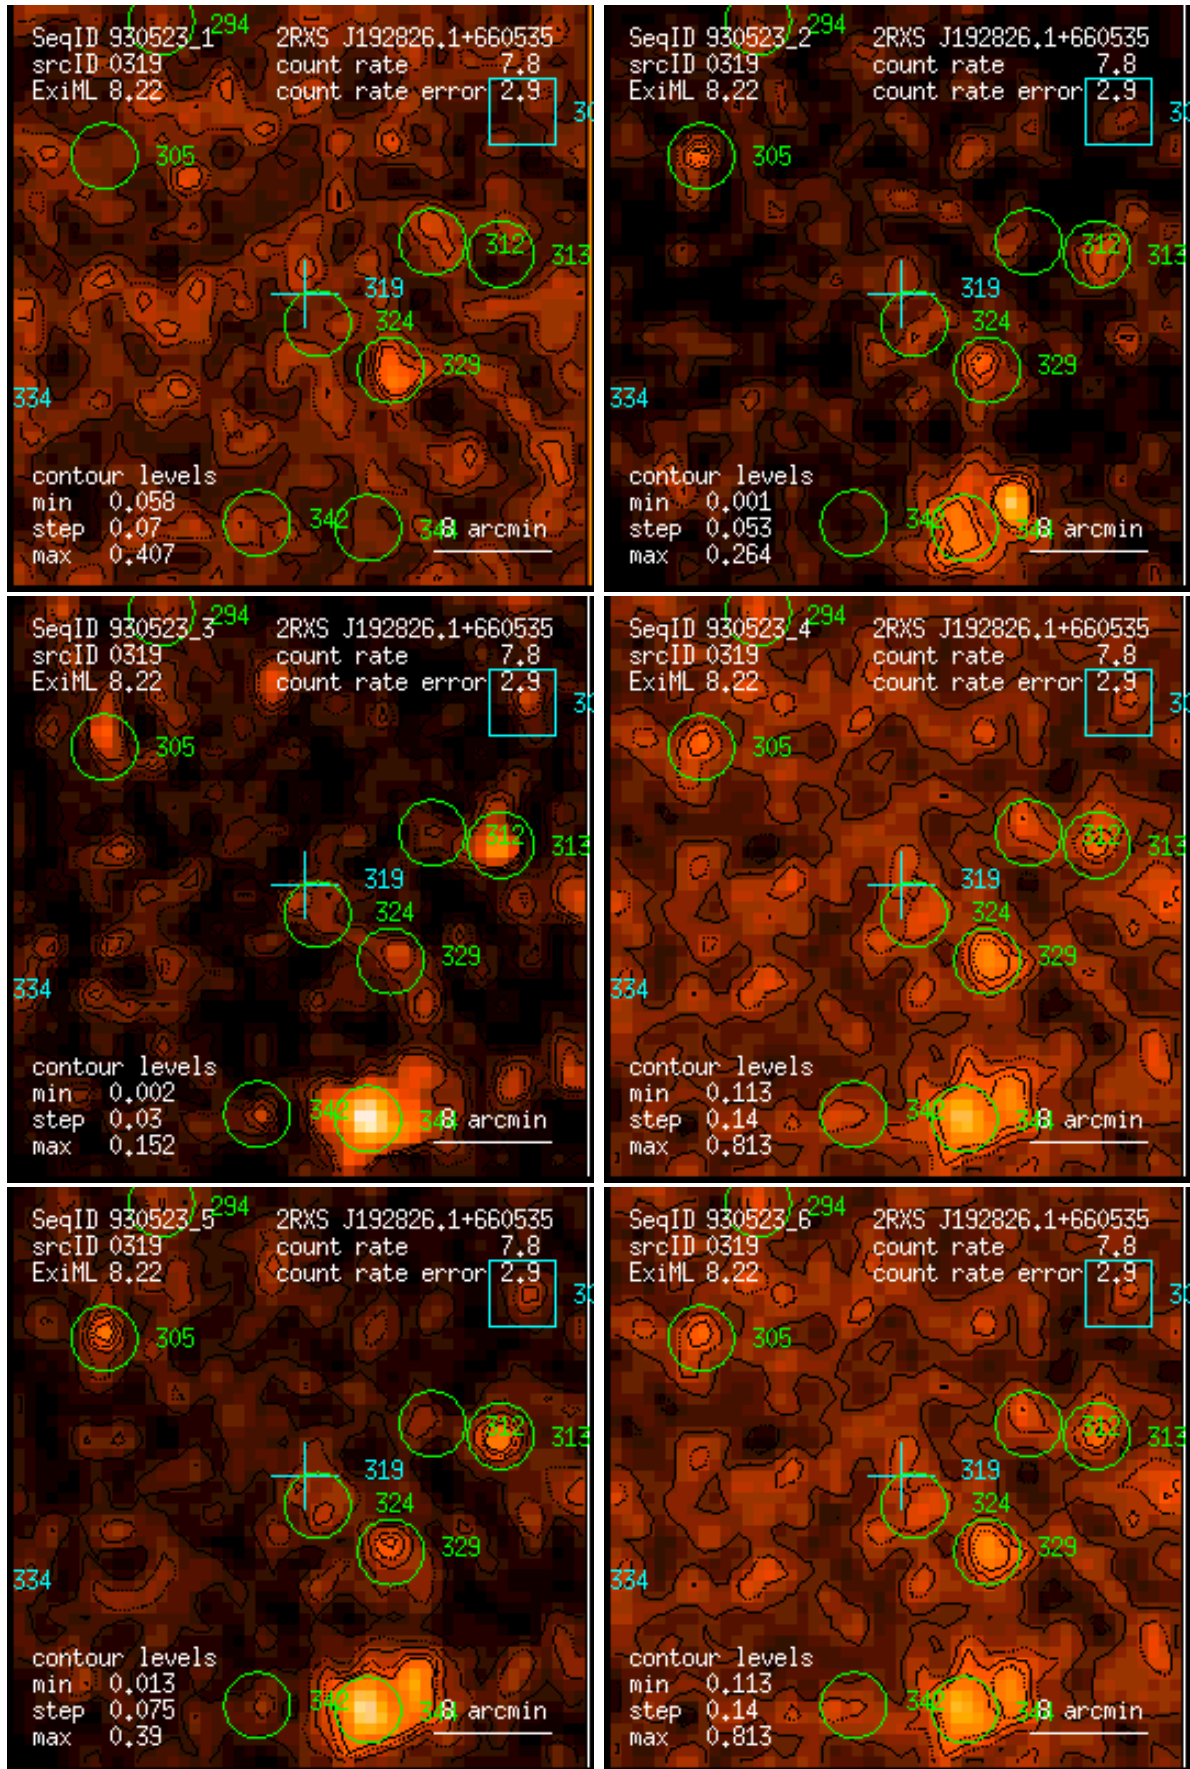 294
SeqID 930523_1 2RXS J192826.1+660535
srcID 0319 count rate 7.8
ExiML 8.22 count rate error 2.9
305
312
313
319
324
329
334
contour levels
min 0.058
step 0.07
max 0.407
342
8 arcmin
294
SeqID 930523_2 2RXS J192826.1+660535
srcID 0319 count rate 7.8
ExiML 8.22 count rate error 2.9
305
312
313
319
324
329
334
contour levels
min 0.001
step 0.053
max 0.264
342
8 arcmin
294
SeqID 930523_3 2RXS J192826.1+660535
srcID 0319 count rate 7.8
ExiML 8.22 count rate error 2.9
305
312
313
319
324
329
334
contour levels
min 0.002
step 0.03
max 0.152
342
8 arcmin
294
SeqID 930523_4 2RXS J192826.1+660535
srcID 0319 count rate 7.8
ExiML 8.22 count rate error 2.9
305
312
313
319
324
329
334
contour levels
min 0.113
step 0.14
max 0.813
342
8 arcmin
294
SeqID 930523_5 2RXS J192826.1+660535
srcID 0319 count rate 7.8
ExiML 8.22 count rate error 2.9
305
312
313
319
324
329
334
contour levels
min 0.013
step 0.075
max 0.39
342
8 arcmin
294
SeqID 930523_6 2RXS J192826.1+660535
srcID 0319 count rate 7.8
ExiML 8.22 count rate error 2.9
305
312
313
319
324
329
334
contour levels
min 0.113
step 0.14
max 0.813
342
8 arcmin